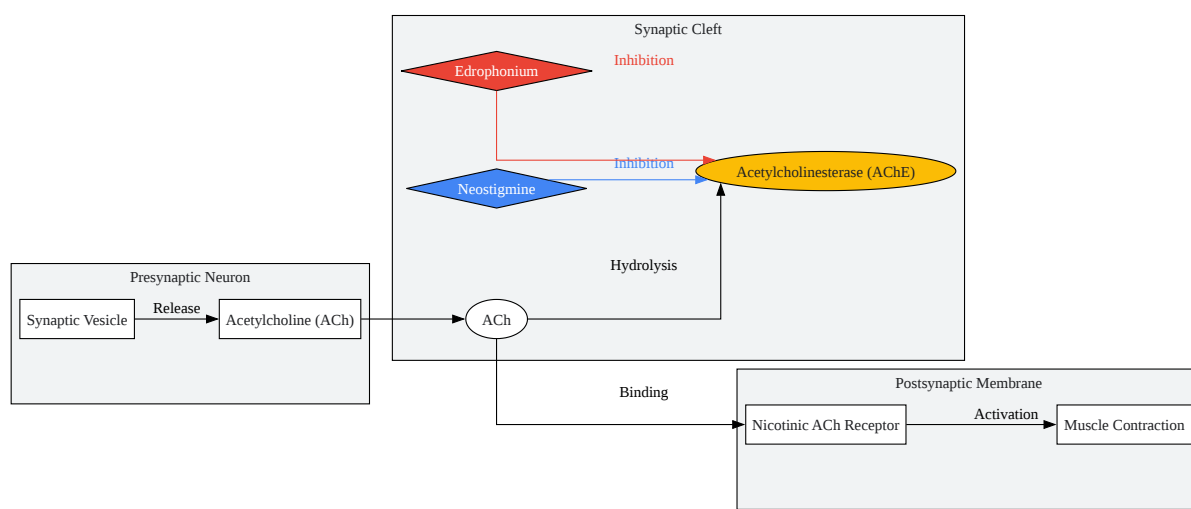 Synaptic Cleft
Edrophonium
Inhibition
Inhibition
Acetylcholinesterase (AChE)
Neostigmine
Hydrolysis
Presynaptic Neuron
Synaptic Vesicle
Release
Acetylcholine (ACh)
ACh
Binding
Postsynaptic Membrane
Nicotinic ACh Receptor
Activation
Muscle Contraction